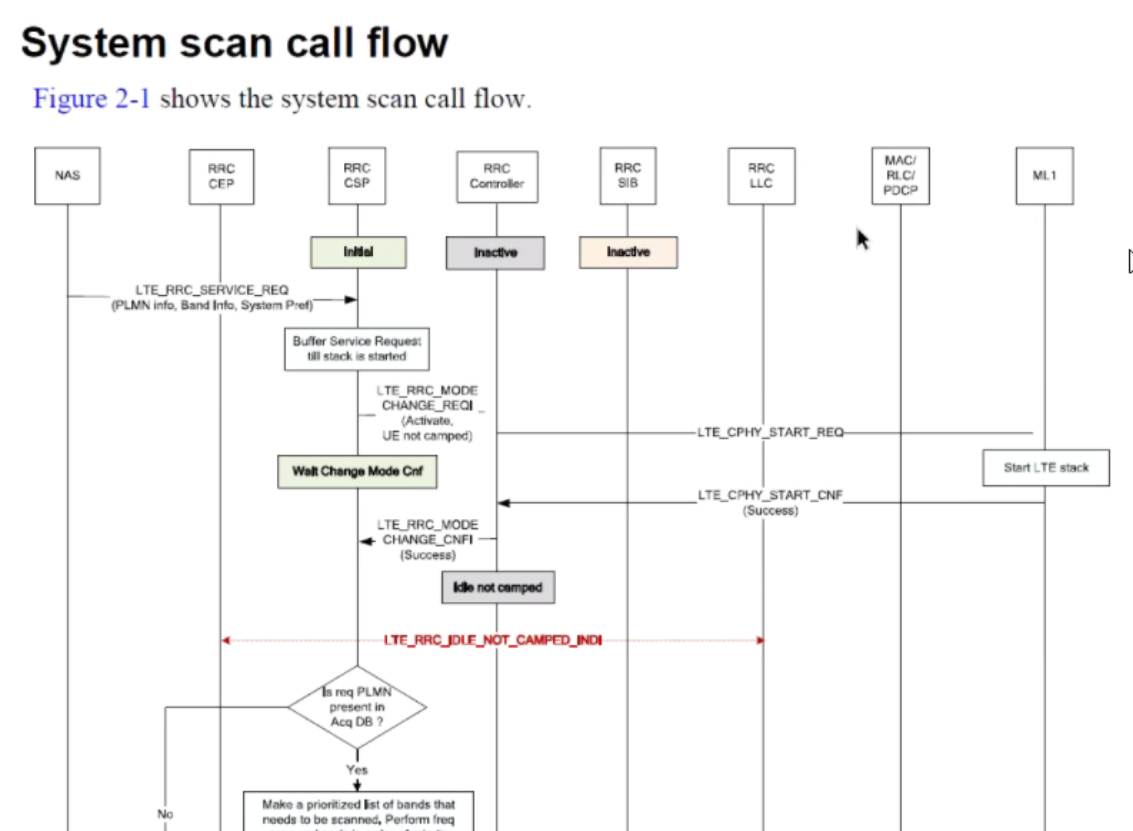 System scan call flow
Figure 2-1 shows the system scan call flow.
NAS
RRC
CEP
RRC
CSP
RRC
Controller
RRC
SIB
RRC
LLC
MAC/
RLC/
PDCP
ML1
Initial
Inactive
Inactive
LTE_RRC_SERVICE_REQ
(PLMN info, Band Info, System Pref)
Buffer Service Request
till stack is started
LTE_RRC_MODE
CHANGE_REQI
(Activate,
UE not camped)
LTE_CPHY_START_REQ
Wait Change Mode Cnf
Start LTE stack
LTE_CPHY_START_CNF
(Success)
LTE_RRC_MODE
CHANGE_CNFI
(Success)
Idle not camped
LTE_RRC_IDLE_NOT_CAMPED_INDI
Is req PLMN
present in
Acq DB ?
Yes
No
Make a prioritized list of bands that
needs to be scanned, Perform freq